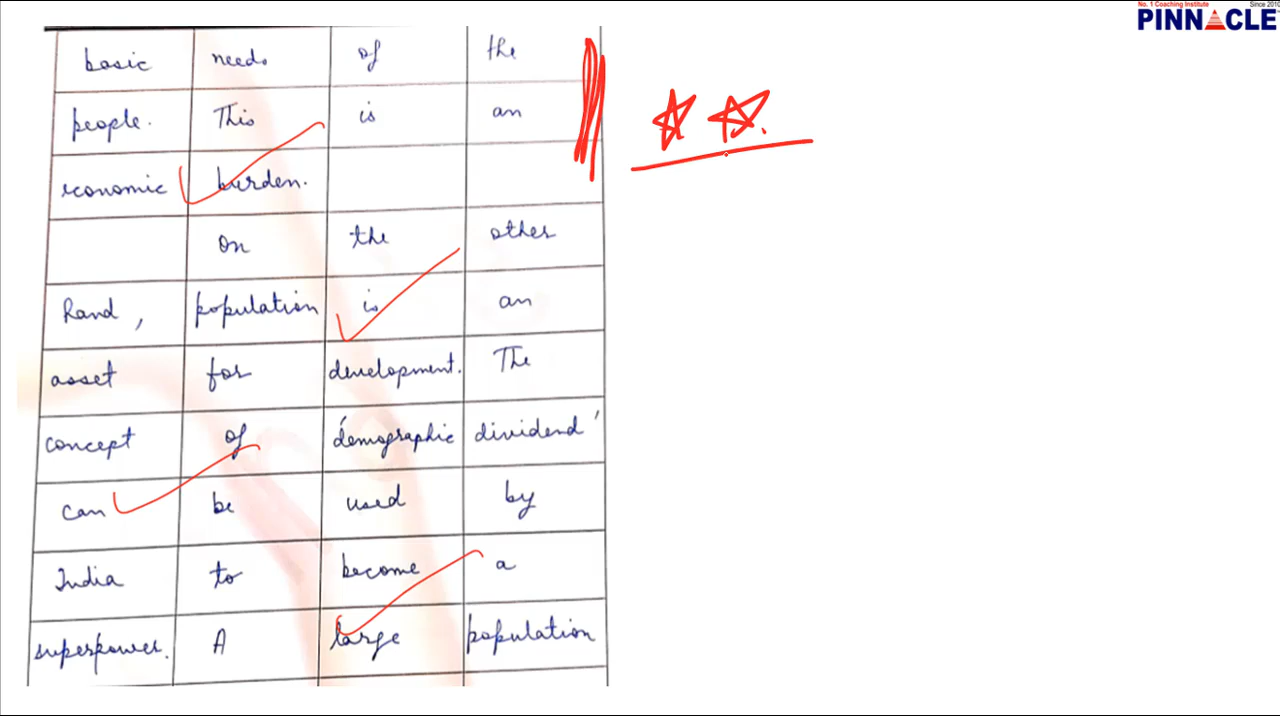 No. 1 Coaching Institute Since 2010
PINNACLE
basic needs of the
people. This is an
economic burden.
On the other
hand, population is an
asset for development. The
concept of 'demographic dividend'
can be used by
India to become a
superpower. A large population